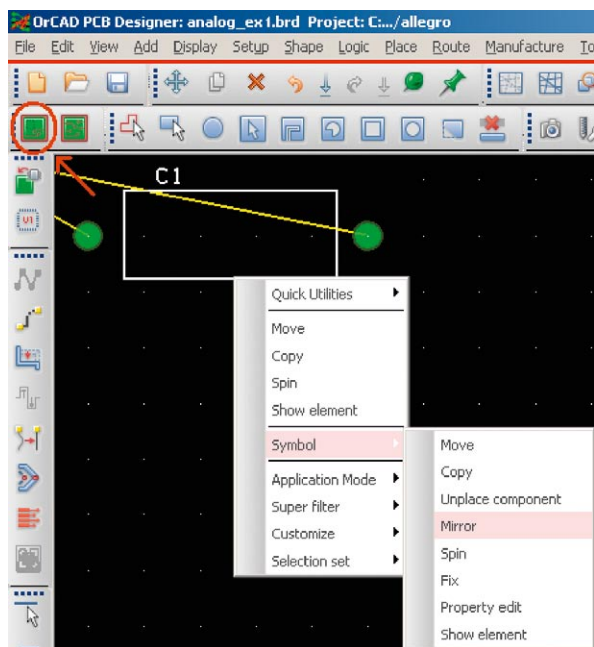 OrCAD PCB Designer: analog_ex1.brd Project: C:.../allegro
File Edit View Add Display Setup Shape Logic Place Route Manufacture To
C1
U1
Quick Utilities
Move
Copy
Spin
Show element
Symbol
Application Mode
Super filter
Customize
Selection set
Move
Copy
Unplace component
Mirror
Spin
Fix
Property edit
Show element